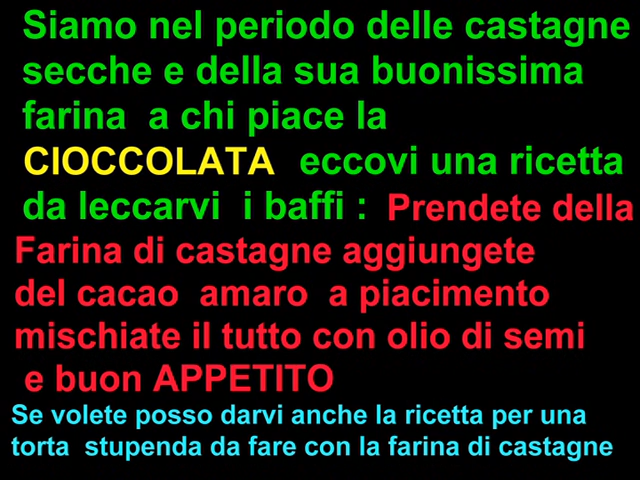 Siamo nel periodo delle castagne
secche e della sua buonissima
farina a chi piace la
CIOCCOLATA eccovi una ricetta
da leccarvi i baffi : Prendete della
Farina di castagne aggiungete
del cacao amaro a piacimento
mischiate il tutto con olio di semi
e buon APPETITO
Se volete posso darvi anche la ricetta per una
torta stupenda da fare con la farina di castagne